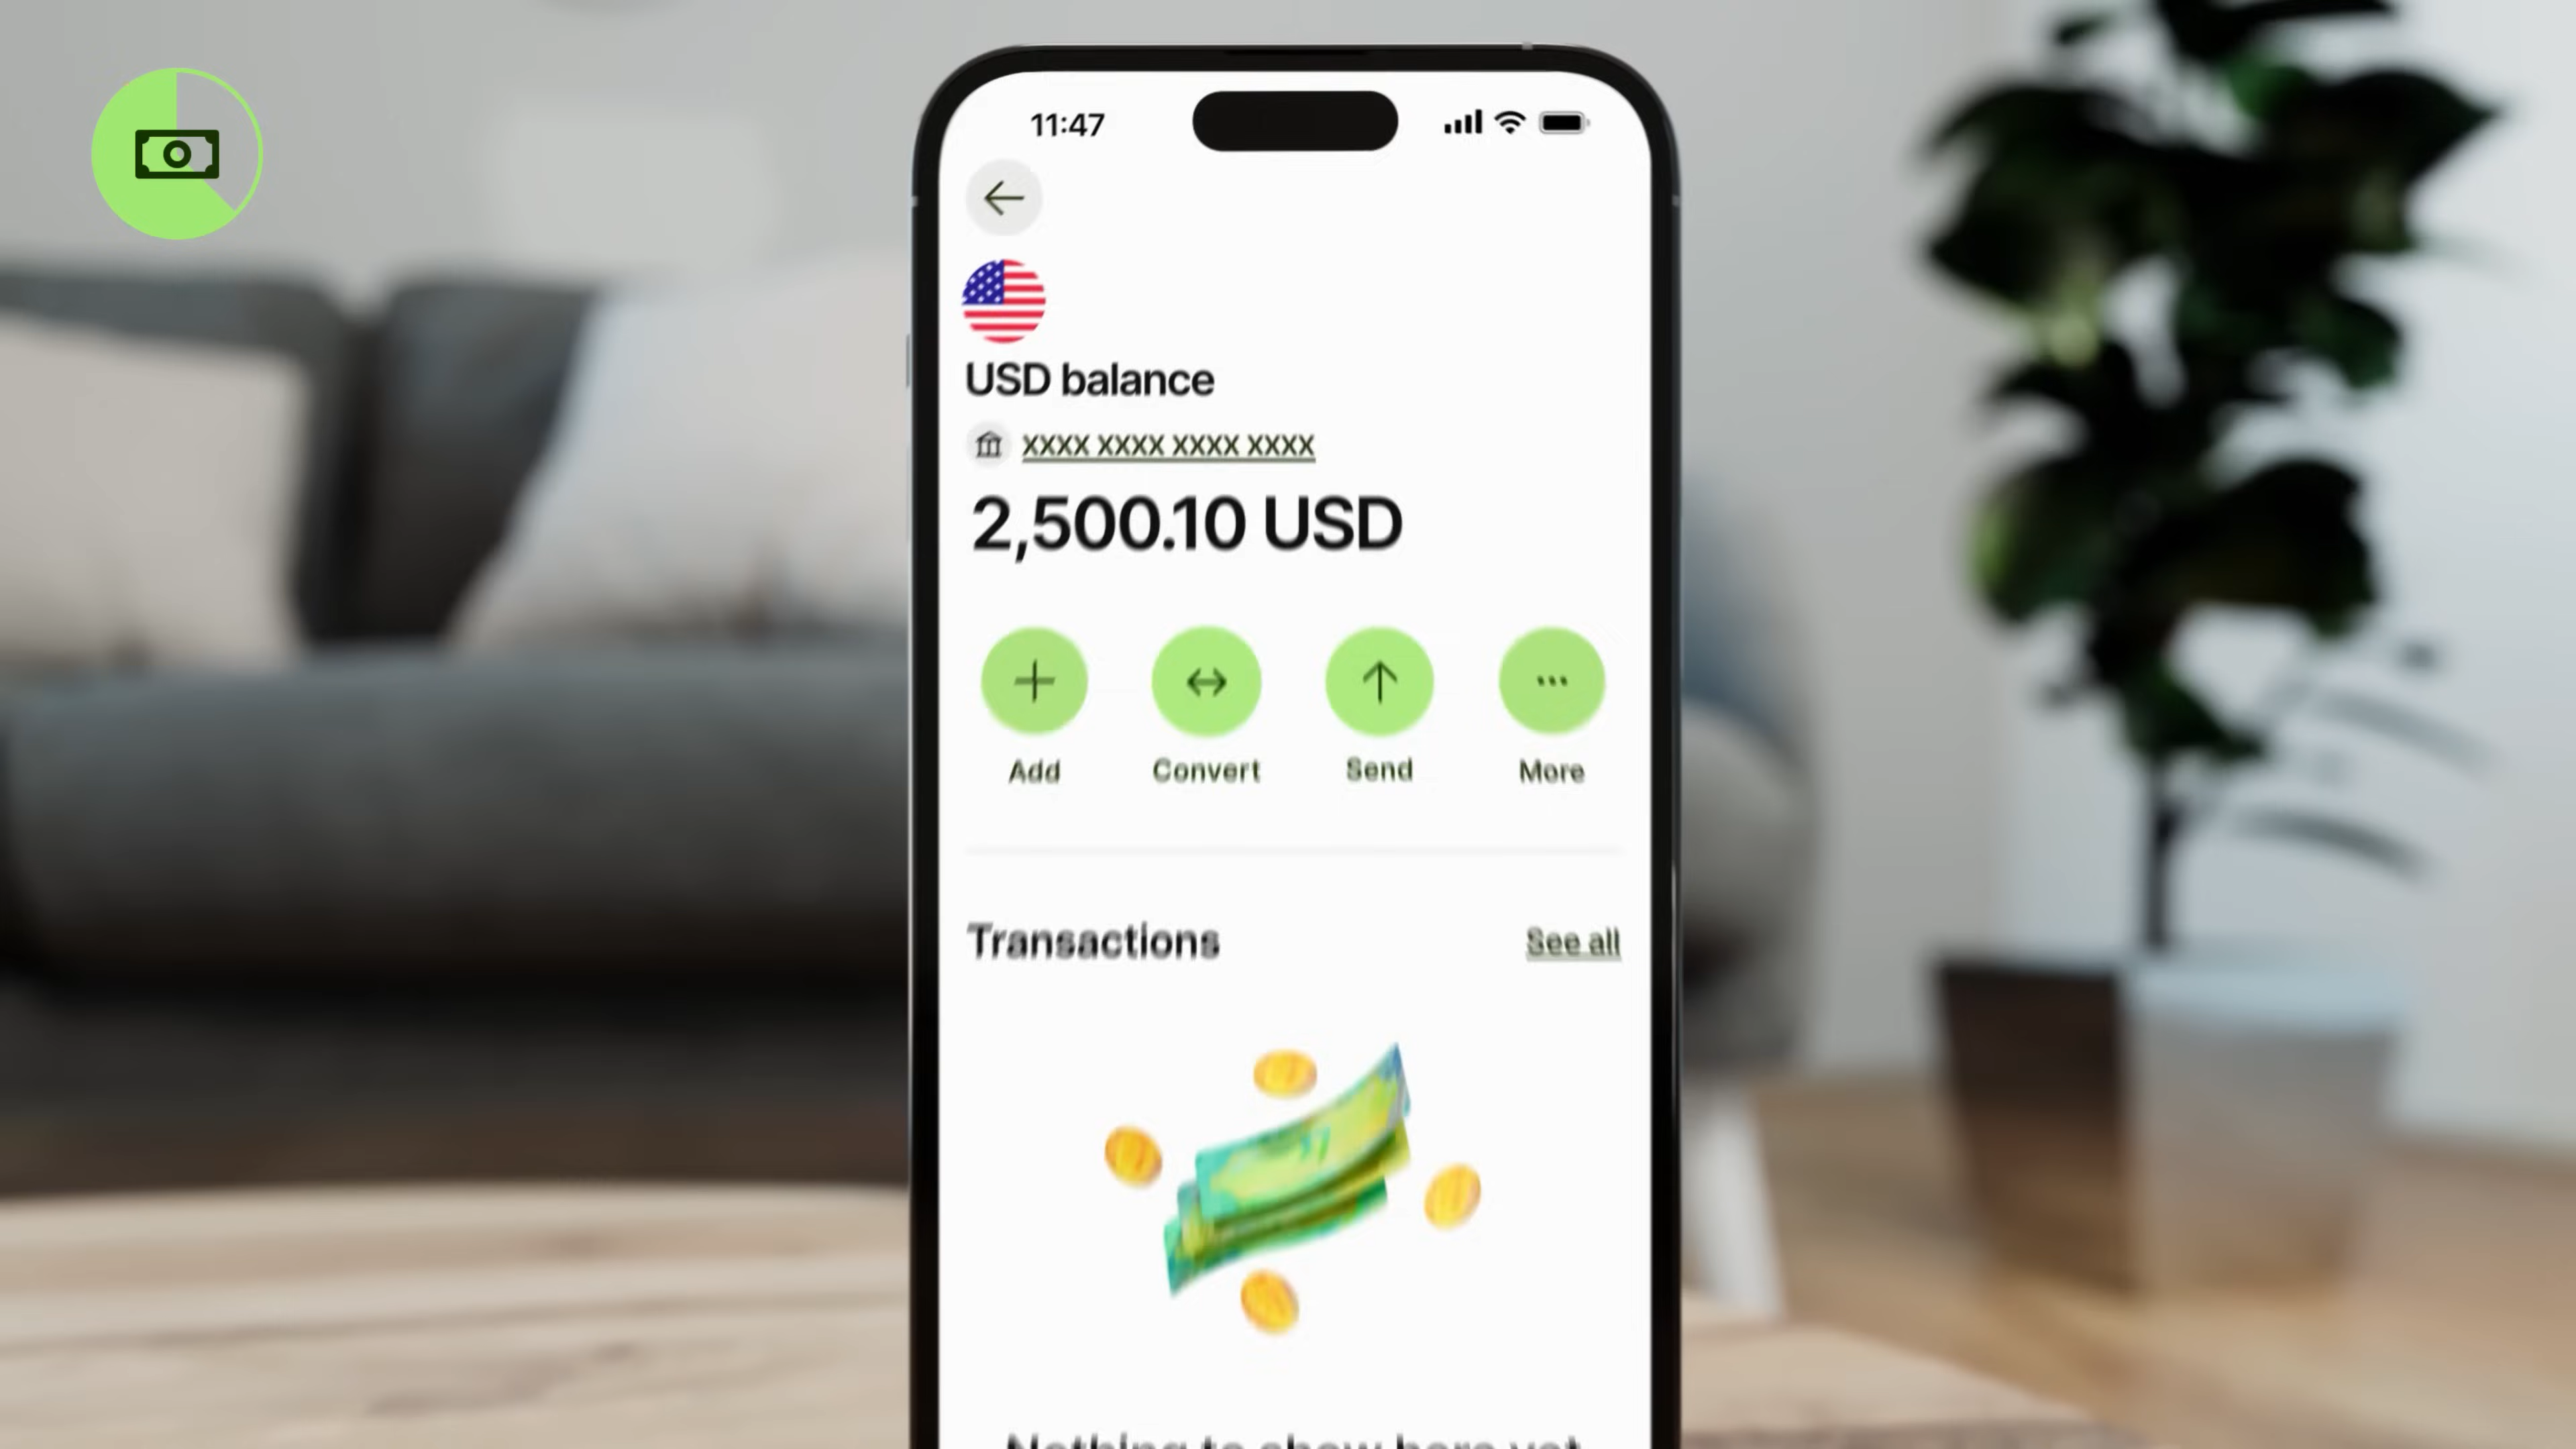 11:47
USD balance
XXXX XXXX XXXX XXXX
2,500.10 USD
Add
Convert
Send
More
Transactions
See all
Nothing to show here yet